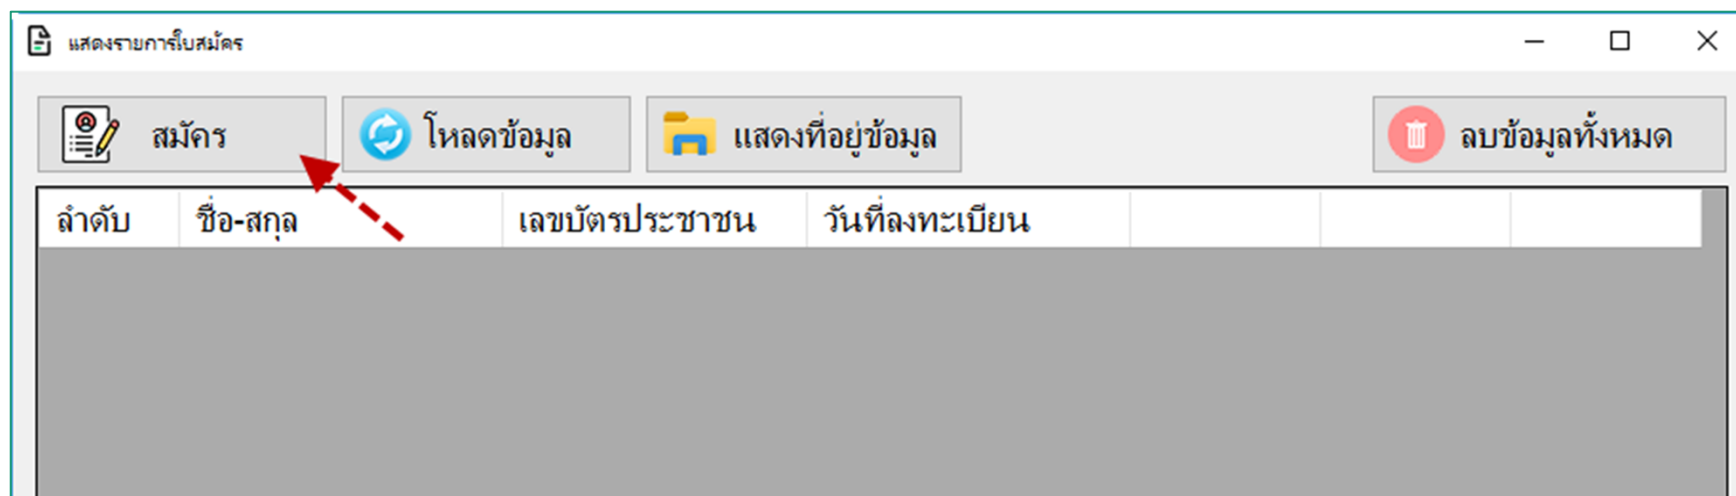 แสดงรายการใบสมัคร
สมัคร โหลดข้อมูล แสดงที่อยู่ข้อมูล ลบข้อมูลทั้งหมด
ลำดับ ชื่อ-สกุล เลขบัตรประชาชน วันที่ลงทะเบียน